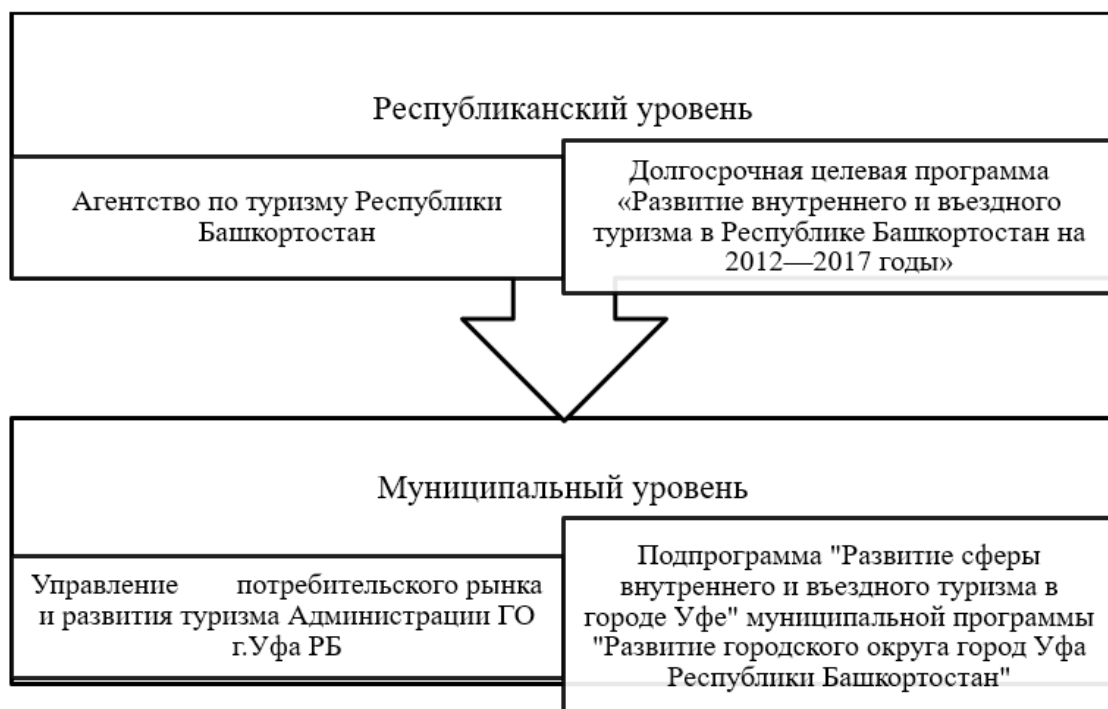 Республиканский уровень
Агентство по туризму Республики
Башкортостан
Долгосрочная целевая программа
«Развитие внутреннего и въездного
туризма в Республике Башкортостан на
2012—2017 годы»
Муниципальный уровень
Управление потребительского рынка
и развития туризма Администрации ГО
г.Уфа РБ
Подпрограмма "Развитие сферы
внутреннего и въездного туризма в
городе Уфе" муниципальной программы
"Развитие городского округа город Уфа
Республики Башкортостан"